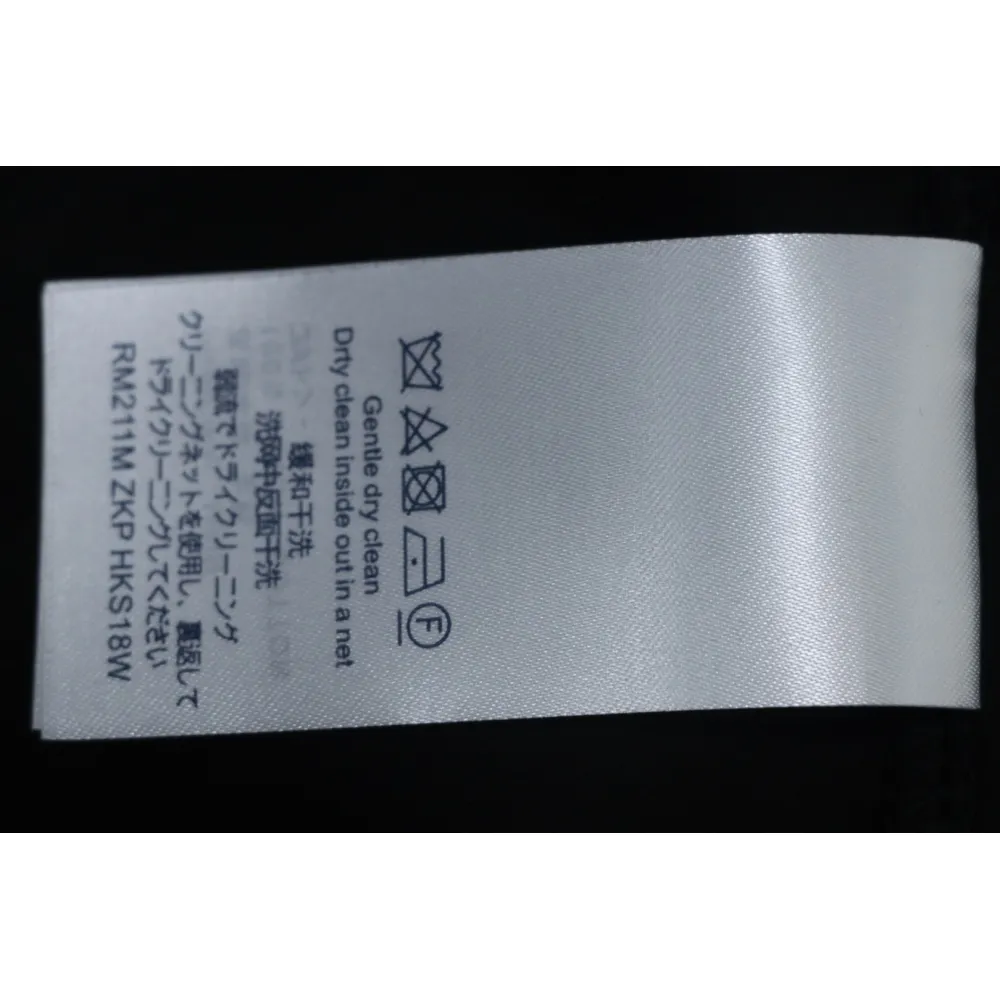 F
Gentle dry clean
Drty clean inside out in a net
缓和干洗
洗网中反面干洗
弱流でドライクリーニング
クリーニングネットを使用し、裏返して
ドライクリーニングしてください
RM211M ZKP HKS18W